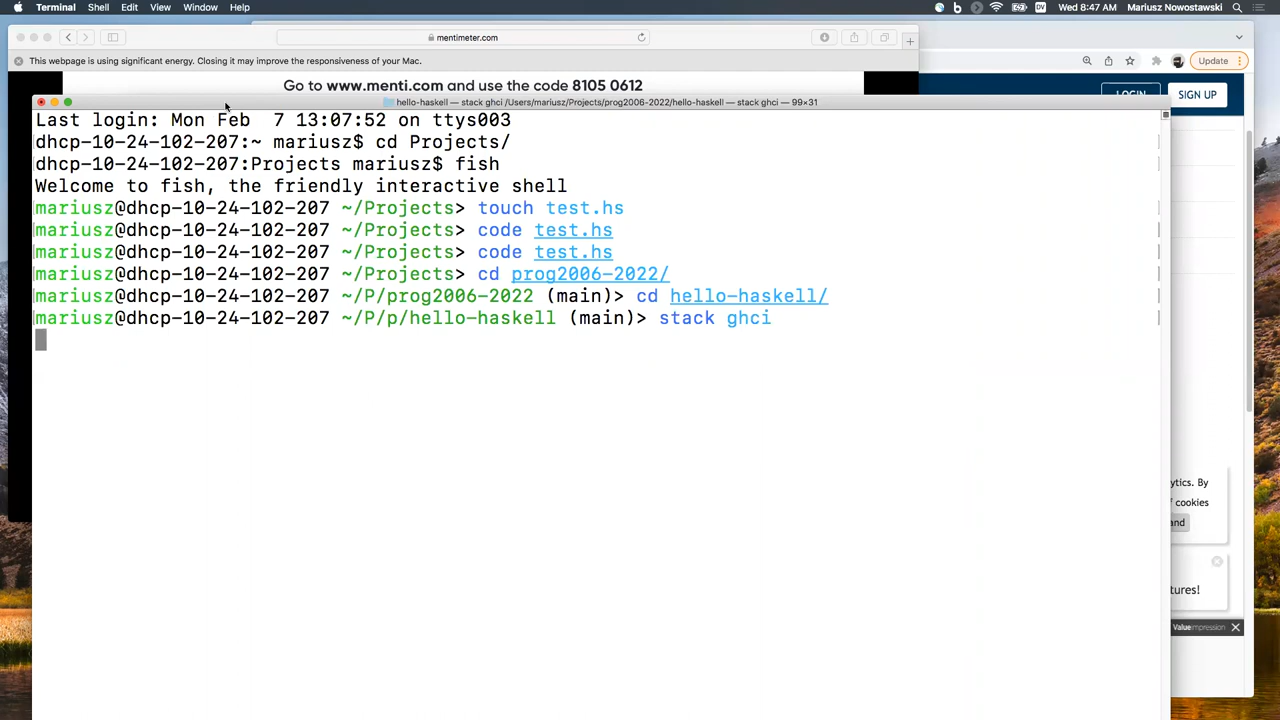 Terminal Shell Edit View Window Help DV Wed 8:47 AM Mariusz Nowostawski
mentimeter.com
This webpage is using significant energy. Closing it may improve the responsiveness of your Mac.
Update
Go to www.menti.com and use the code 8105 0612
LOGIN SIGN UP
hello-haskell — stack ghci /Users/mariusz/Projects/prog2006-2022/hello-haskell — stack ghci — 99×31
Last login: Mon Feb  7 13:07:52 on ttys003
dhcp-10-24-102-207:~ mariusz$ cd Projects/
dhcp-10-24-102-207:Projects mariusz$ fish
Welcome to fish, the friendly interactive shell
mariusz@dhcp-10-24-102-207 ~/Projects> touch test.hs
mariusz@dhcp-10-24-102-207 ~/Projects> code test.hs
mariusz@dhcp-10-24-102-207 ~/Projects> code test.hs
mariusz@dhcp-10-24-102-207 ~/Projects> cd prog2006-2022/
mariusz@dhcp-10-24-102-207 ~/P/prog2006-2022 (main)> cd hello-haskell/
mariusz@dhcp-10-24-102-207 ~/P/p/hello-haskell (main)> stack ghci
ytics. By
f cookies
and
tures!
Valueimpression